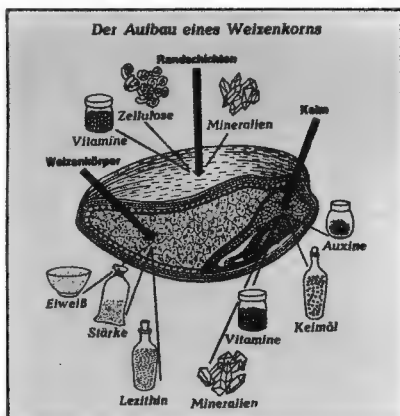 Der Aufbau eines Weizenkorns
Randschichten
Zellulose
Mineralien
Keim
Vitamine
Weizenkörper
Auxine
Eiweiß
Stärke
Keimöl
Vitamine
Lezithin
Mineralien